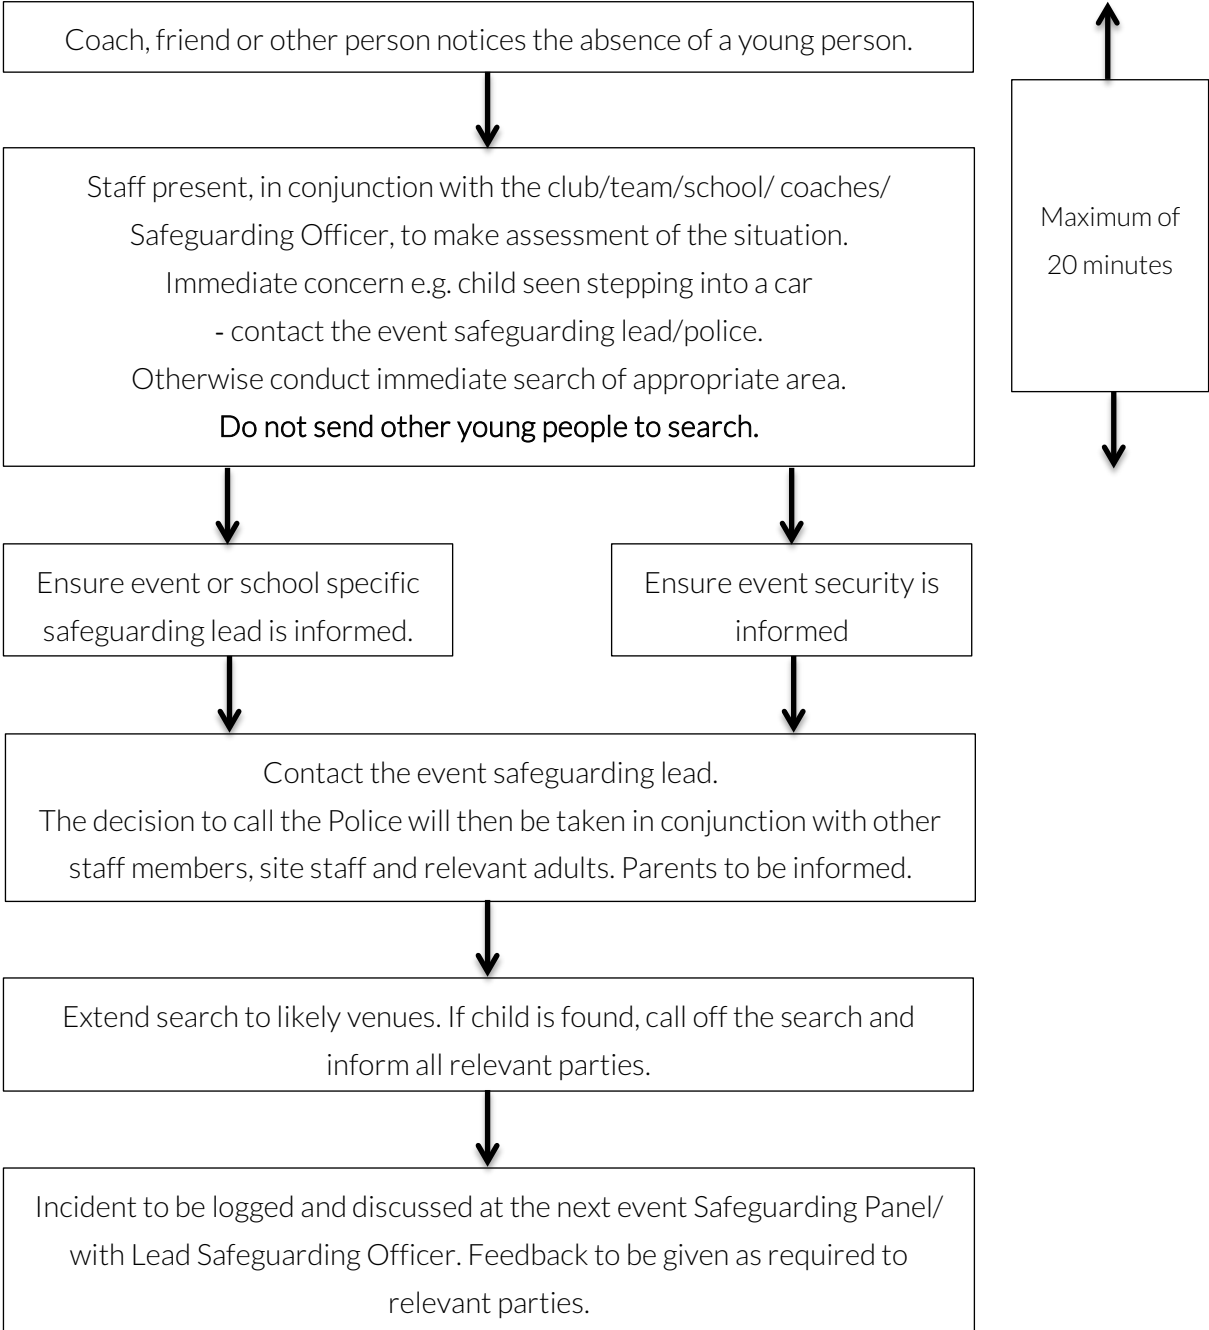 Coach, friend or other person notices the absence of a young person.
Maximum of
20 minutes
Staff present, in conjunction with the club/team/school/ coaches/
Safeguarding Officer, to make assessment of the situation.
Immediate concern e.g. child seen stepping into a car
- contact the event safeguarding lead/police.
Otherwise conduct immediate search of appropriate area.
Do not send other young people to search.
Ensure event or school specific
safeguarding lead is informed.
Ensure event security is
informed
Contact the event safeguarding lead.
The decision to call the Police will then be taken in conjunction with other
staff members, site staff and relevant adults. Parents to be informed.
Extend search to likely venues. If child is found, call off the search and
inform all relevant parties.
Incident to be logged and discussed at the next event Safeguarding Panel/
with Lead Safeguarding Officer. Feedback to be given as required to
relevant parties.